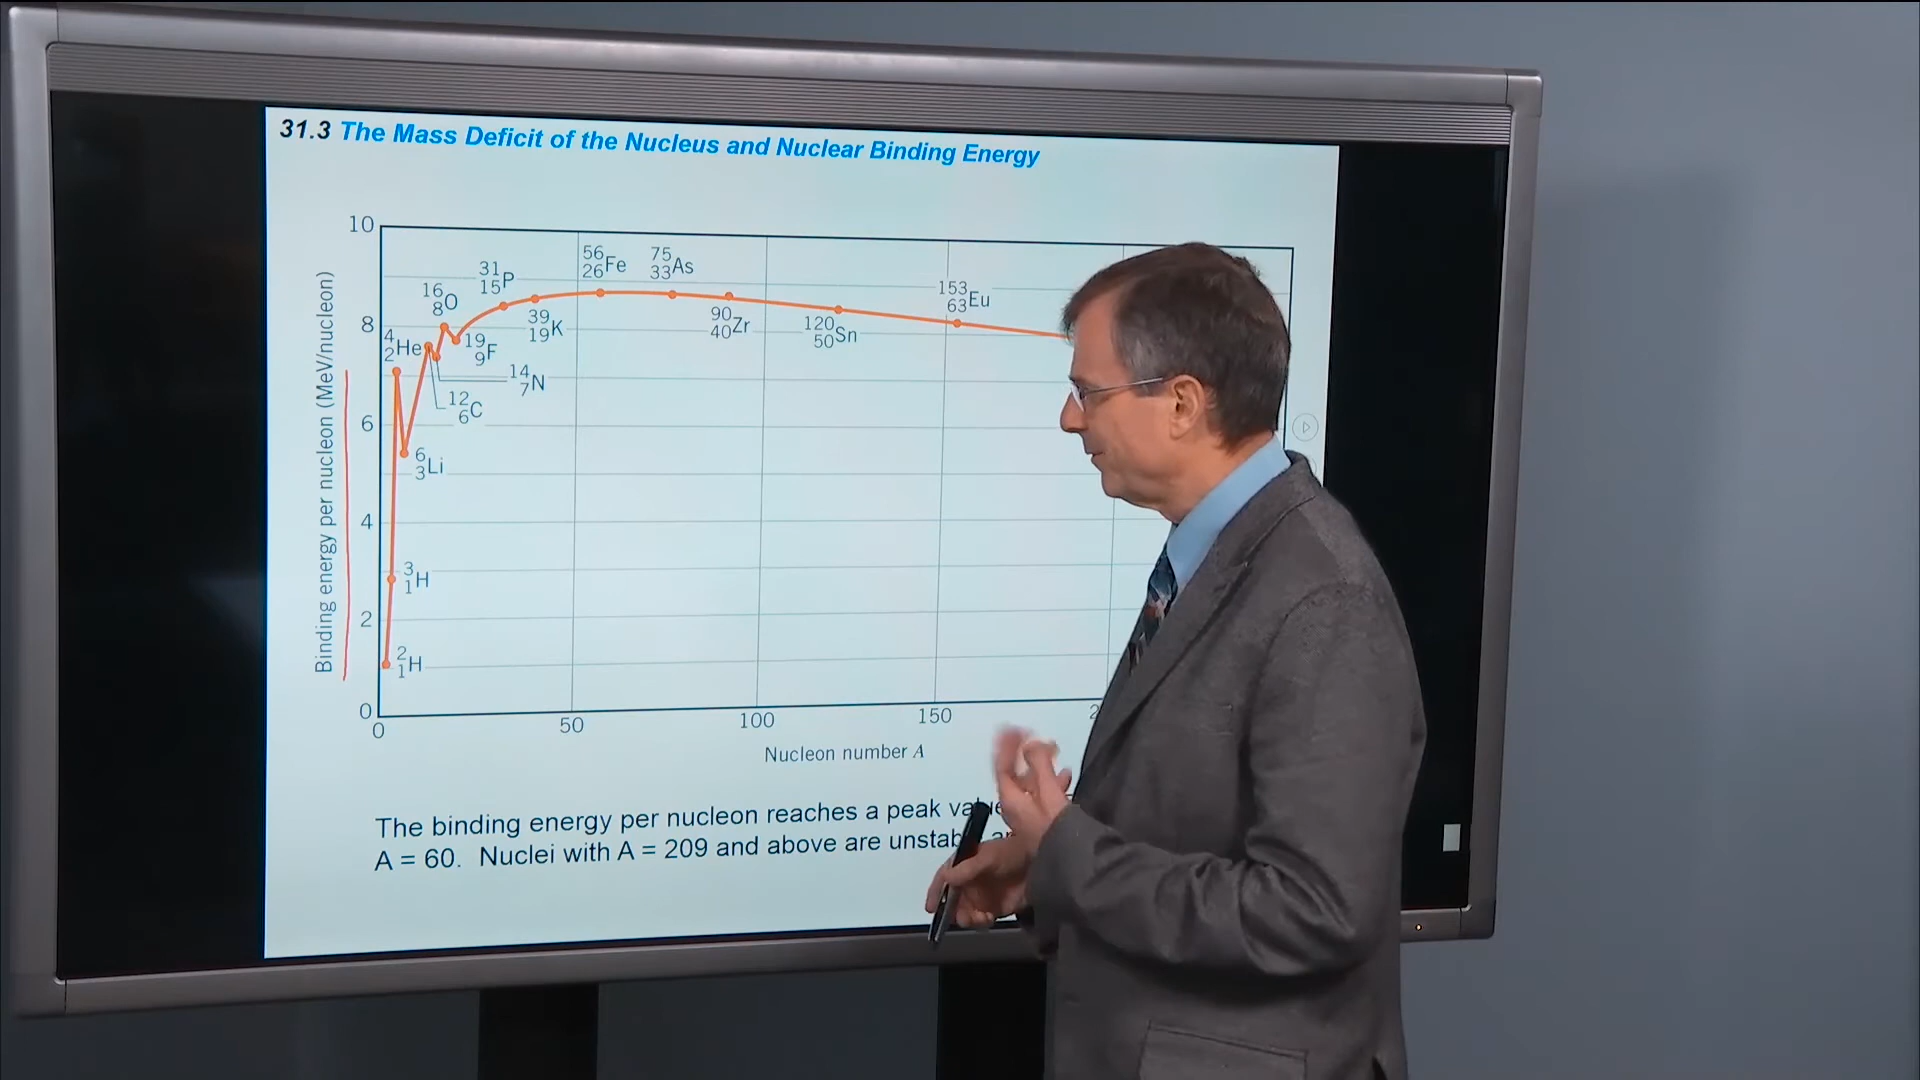 31.3 The Mass Deficit of the Nucleus and Nuclear Binding Energy
Binding energy per nucleon (MeV/nucleon)
10
8
6
4
2
0
56 26 Fe
75 33 As
31 15 P
16 8 O
39 19 K
90 40 Zr
120 50 Sn
153 63 Eu
4 2 He
19 9 F
14 7 N
12 6 C
6 3 Li
3 1 H
2 1 H
0
50
100
150
Nucleon number A
The binding energy per nucleon reaches a peak
A = 60. Nuclei with A = 209 and above are